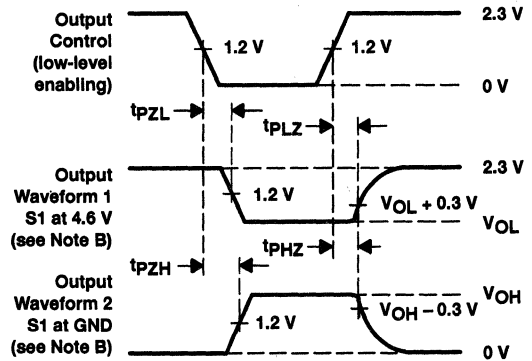 Output
Control
(low-level
enabling)
1.2 V
1.2 V
2.3 V
0 V
tPZL
tPLZ
Output
Waveform 1
S1 at 4.6 V
(see Note B)
1.2 V
2.3 V
VOL + 0.3 V
VOL
tPZH
tPHZ
Output
Waveform 2
S1 at GND
(see Note B)
1.2 V
VOH
VOH – 0.3 V
0 V